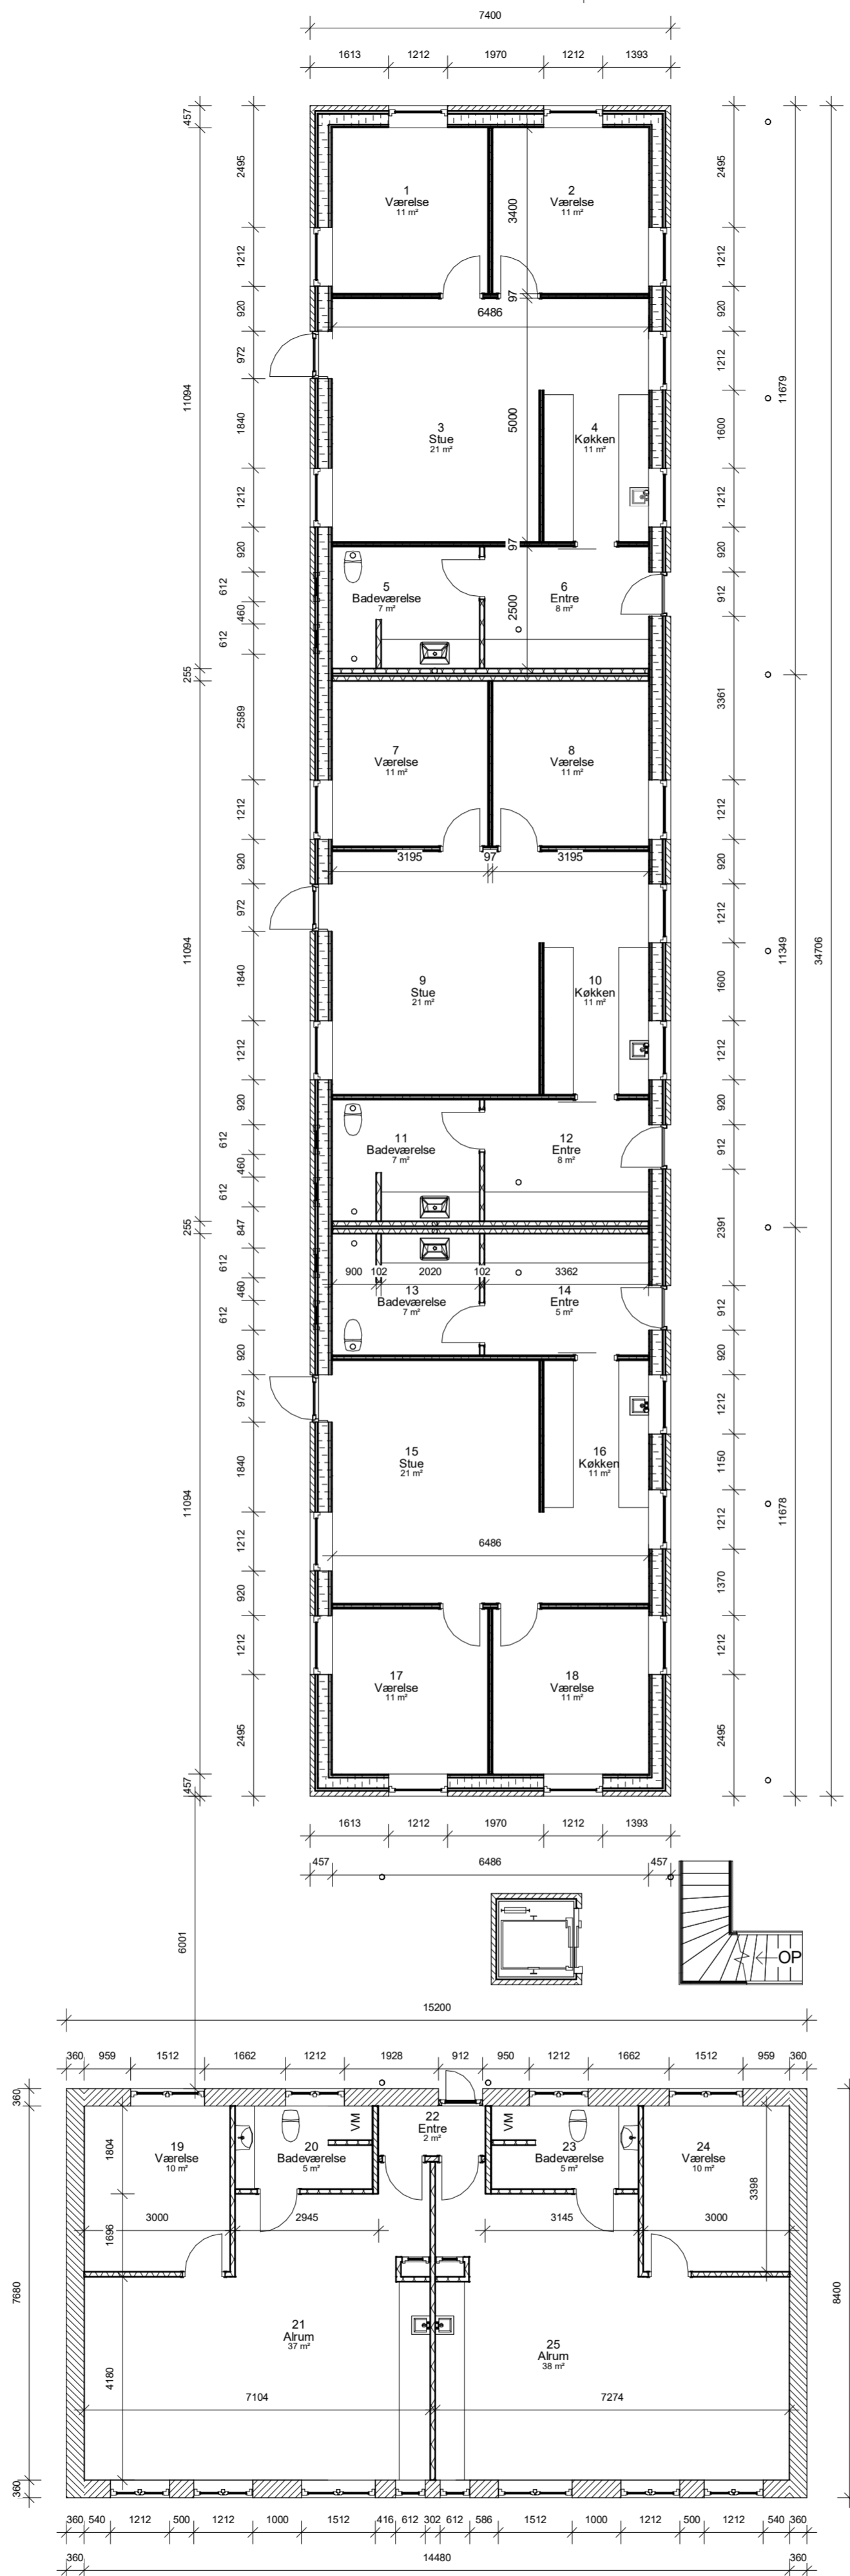 7400
1613 1212 1970 1212 1393
457
2495
1212
920
972
1840
1212
920
612
460
612
255
2589
1212
920
972
1840
1212
920
612
460
612
847
255
612
460
612
920
972
1840
1212
920
1212
2495
457
11094
11094
11094
6001
1
Værelse
11 m²
2
Værelse
11 m²
3400
97
6486
3
Stue
21 m²
5000
4
Køkken
11 m²
97
5
Badeværelse
7 m²
2500
6
Entre
8 m²
7
Værelse
11 m²
8
Værelse
11 m²
3195 97 3195
9
Stue
21 m²
10
Køkken
11 m²
11
Badeværelse
7 m²
12
Entre
8 m²
900 102 2020 102 3362
13
Badeværelse
7 m²
14
Entre
5 m²
15
Stue
21 m²
16
Køkken
11 m²
6486
17
Værelse
11 m²
18
Værelse
11 m²
2495
1212
920
1212
1600
1212
920
912
3361
1212
920
1212
1600
1212
920
912
2391
912
920
1212
1150
1212
1370
1212
2495
11679
11349
11678
34706
1613 1212 1970 1212 1393
457 6486 457
OP
15200
360 959 1512 1662 1212 1928 912 950 1212 1662 1512 959 360
360
7680
360
8400
1804
1696
4180
3398
19
Værelse
10 m²
20
Badeværelse
5 m²
VM
22
Entre
2 m²
VM
23
Badeværelse
5 m²
24
Værelse
10 m²
3000 2945 3145 3000
21
Alrum
37 m²
25
Alrum
38 m²
7104 7274
360 540 1212 500 1212 1000 1512 416 612 302 612 586 1512 1000 1212 500 1212 540 360
360 14480 360